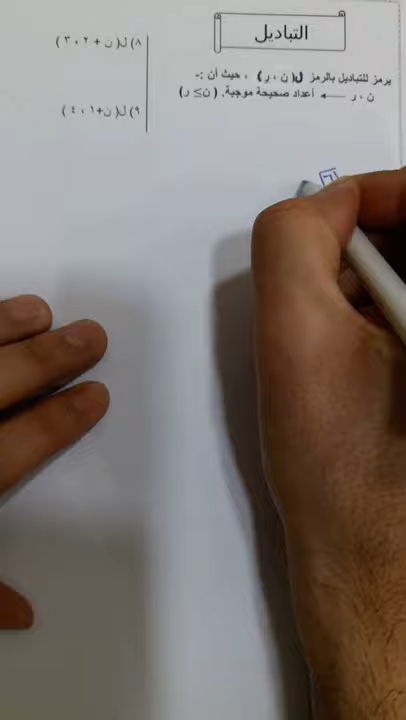 التباديل
يرمز للتباديل بالرمز ل( ن ، ر ) ، حيث أن :-
ن ، ر ← أعداد صحيحة موجبة. ( ن ≥ ر )
٨) ل( ن + ٢ ، ٣ )
٩) ل( ن+١ ، ٤ )